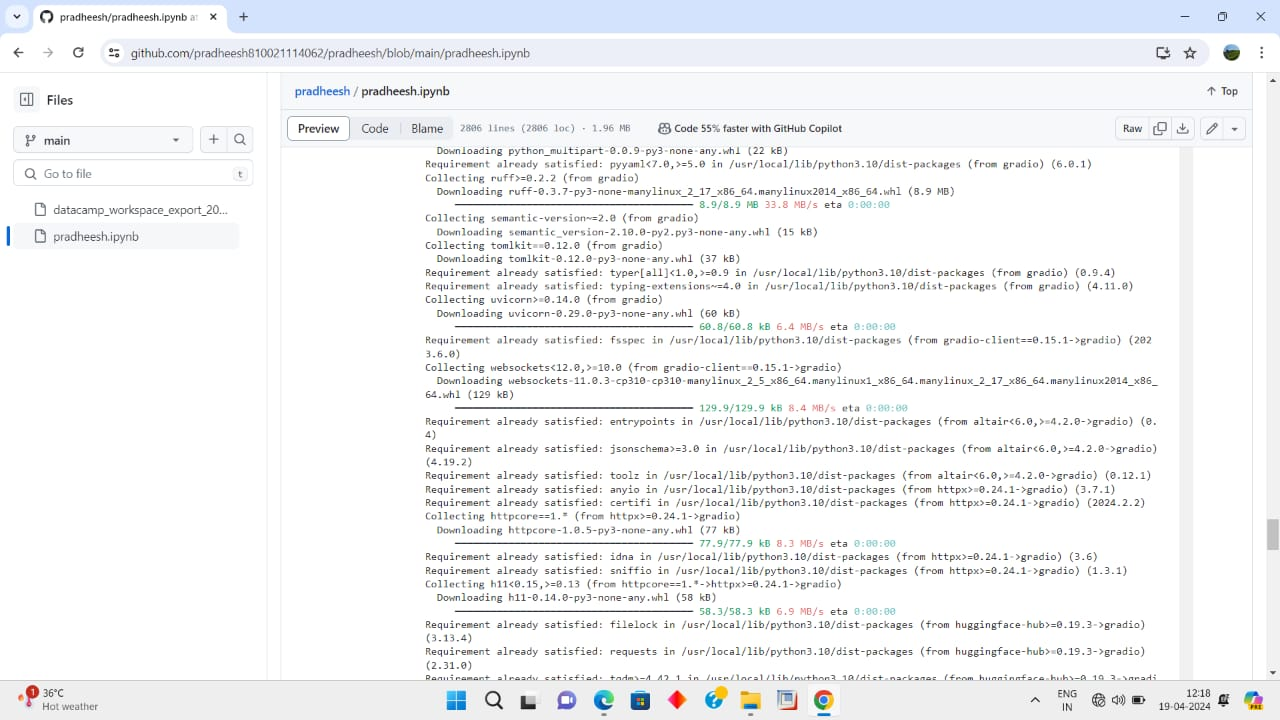 pradheesh/pradheesh.ipynb at
github.com/pradheesh810021114062/pradheesh/blob/main/pradheesh.ipynb
Files
main
Go to file
t
datacamp_workspace_export_20...
pradheesh.ipynb
pradheesh / pradheesh.ipynb
Top
Preview
Code
Blame
2806 lines (2806 loc) · 1.96 MB
Code 55% faster with GitHub Copilot
Raw
Downloading python_multipart-0.0.9-py3-none-any.whl (22 kB)
Requirement already satisfied: pyyaml<7.0,>=5.0 in /usr/local/lib/python3.10/dist-packages (from gradio) (6.0.1)
Collecting ruff>=0.2.2 (from gradio)
Downloading ruff-0.3.7-py3-none-manylinux_2_17_x86_64.manylinux2014_x86_64.whl (8.9 MB)
8.9/8.9 MB 33.8 MB/s eta 0:00:00
Collecting semantic-version~=2.0 (from gradio)
Downloading semantic_version-2.10.0-py2.py3-none-any.whl (15 kB)
Collecting tomlkit==0.12.0 (from gradio)
Downloading tomlkit-0.12.0-py3-none-any.whl (37 kB)
Requirement already satisfied: typer[all]<1.0,>=0.9 in /usr/local/lib/python3.10/dist-packages (from gradio) (0.9.4)
Requirement already satisfied: typing-extensions~=4.0 in /usr/local/lib/python3.10/dist-packages (from gradio) (4.11.0)
Collecting uvicorn>=0.14.0 (from gradio)
Downloading uvicorn-0.29.0-py3-none-any.whl (60 kB)
60.8/60.8 kB 6.4 MB/s eta 0:00:00
Requirement already satisfied: fsspec in /usr/local/lib/python3.10/dist-packages (from gradio-client==0.15.1->gradio) (202
3.6.0)
Collecting websockets<12.0,>=10.0 (from gradio-client==0.15.1->gradio)
Downloading websockets-11.0.3-cp310-cp310-manylinux_2_5_x86_64.manylinux1_x86_64.manylinux_2_17_x86_64.manylinux2014_x86_
64.whl (129 kB)
129.9/129.9 kB 8.4 MB/s eta 0:00:00
Requirement already satisfied: entrypoints in /usr/local/lib/python3.10/dist-packages (from altair<6.0,>=4.2.0->gradio) (0.
4)
Requirement already satisfied: jsonschema>=3.0 in /usr/local/lib/python3.10/dist-packages (from altair<6.0,>=4.2.0->gradio)
(4.19.2)
Requirement already satisfied: toolz in /usr/local/lib/python3.10/dist-packages (from altair<6.0,>=4.2.0->gradio) (0.12.1)
Requirement already satisfied: anyio in /usr/local/lib/python3.10/dist-packages (from httpx>=0.24.1->gradio) (3.7.1)
Requirement already satisfied: certifi in /usr/local/lib/python3.10/dist-packages (from httpx>=0.24.1->gradio) (2024.2.2)
Collecting httpcore==1.* (from httpx>=0.24.1->gradio)
Downloading httpcore-1.0.5-py3-none-any.whl (77 kB)
77.9/77.9 kB 8.3 MB/s eta 0:00:00
Requirement already satisfied: idna in /usr/local/lib/python3.10/dist-packages (from httpx>=0.24.1->gradio) (3.6)
Requirement already satisfied: sniffio in /usr/local/lib/python3.10/dist-packages (from httpx>=0.24.1->gradio) (1.3.1)
Collecting h11<0.15,>=0.13 (from httpcore==1.*->httpx>=0.24.1->gradio)
Downloading h11-0.14.0-py3-none-any.whl (58 kB)
58.3/58.3 kB 6.9 MB/s eta 0:00:00
Requirement already satisfied: filelock in /usr/local/lib/python3.10/dist-packages (from huggingface-hub>=0.19.3->gradio)
(3.13.4)
Requirement already satisfied: requests in /usr/local/lib/python3.10/dist-packages (from huggingface-hub>=0.19.3->gradio)
(2.31.0)
Requirement already satisfied: tqdm>=4.42.1 in /usr/local/lib/python3.10/dist-packages (from huggingface-hub>=0.19.3->gradi
1
36°C
Hot weather
ENG
IN
12:18
19-04-2024
PRE